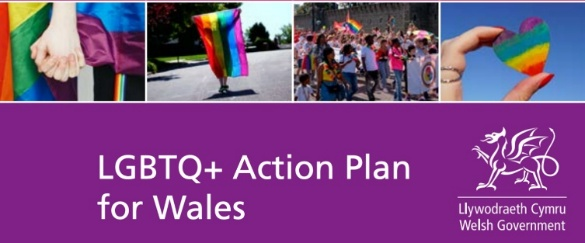 LGBTQ+ Action Plan
for Wales
Llywodraeth Cymru
Welsh Government